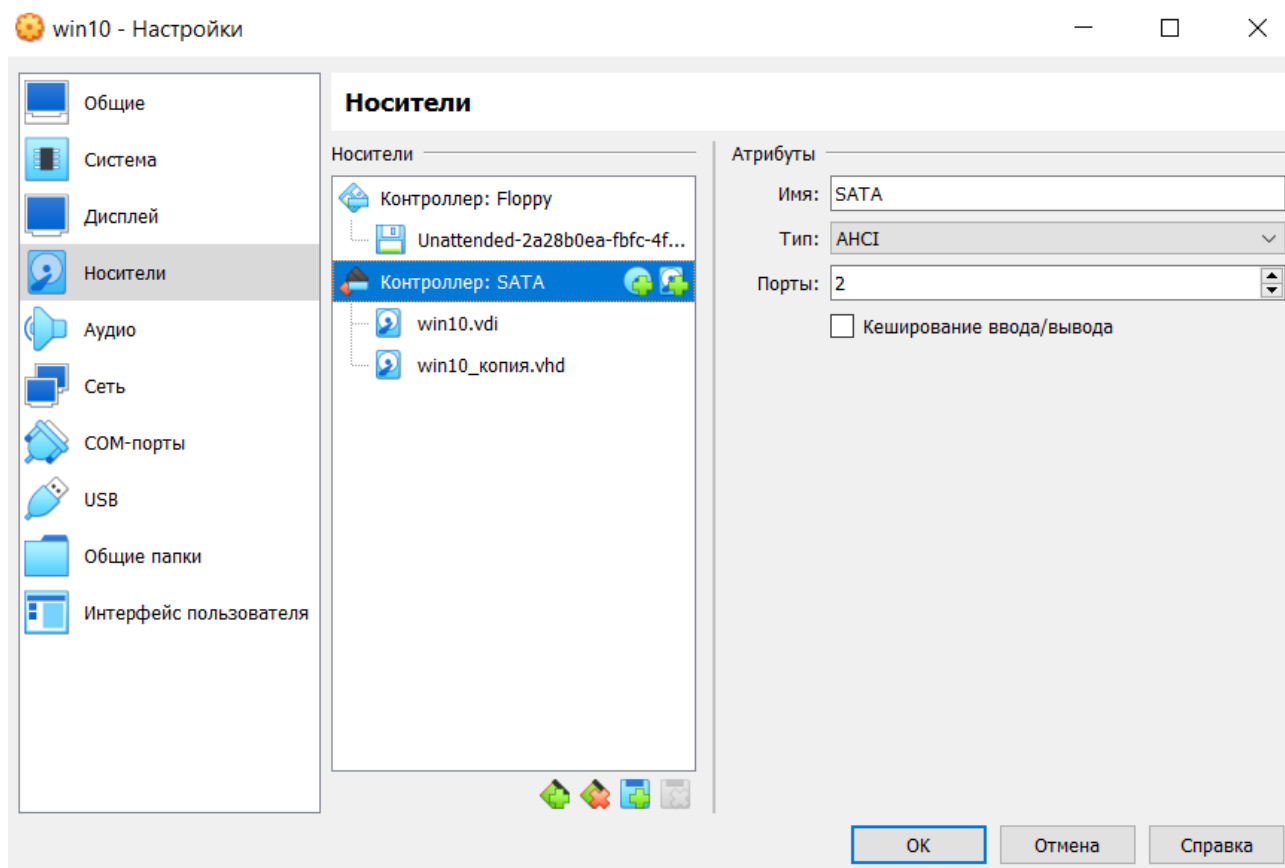 win10 - Настройки
Общие
Система
Дисплей
Носители
Аудио
Сеть
COM-порты
USB
Общие папки
Интерфейс пользователя
Носители
Носители
Контроллер: Floppy
Unattended-2a28b0ea-fbfc-4f...
Контроллер: SATA
win10.vdi
win10_копия.vhd
Атрибуты
Имя: SATA
Тип: AHCI
Порты: 2
Кеширование ввода/вывода
ОК Отмена Справка